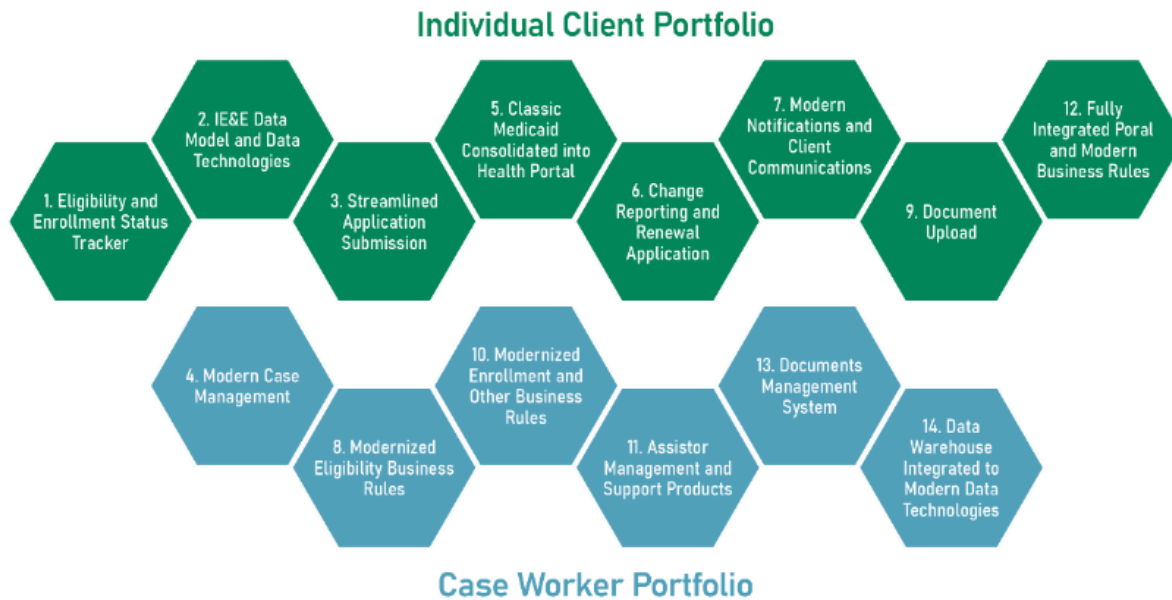 Individual Client Portfolio
1. Eligibility and
Enrollment Status
Tracker
2. IE&E Data
Model and Data
Technologies
3. Streamlined
Application
Submission
5. Classic
Medicaid
Consolidated into
Health Portal
6. Change
Reporting and
Renewal
Application
7. Modern
Notifications and
Client
Communications
9. Document
Upload
12. Fully
Integrated Poral
and Modern
Business Rules
4. Modern Case
Management
8. Modernized
Eligibility Business
Rules
10. Modernized
Enrollment and
Other Business
Rules
11. Assistor
Management and
Support Products
13. Documents
Management
System
14. Data
Warehouse
Integrated to
Modern Data
Technologies
Case Worker Portfolio